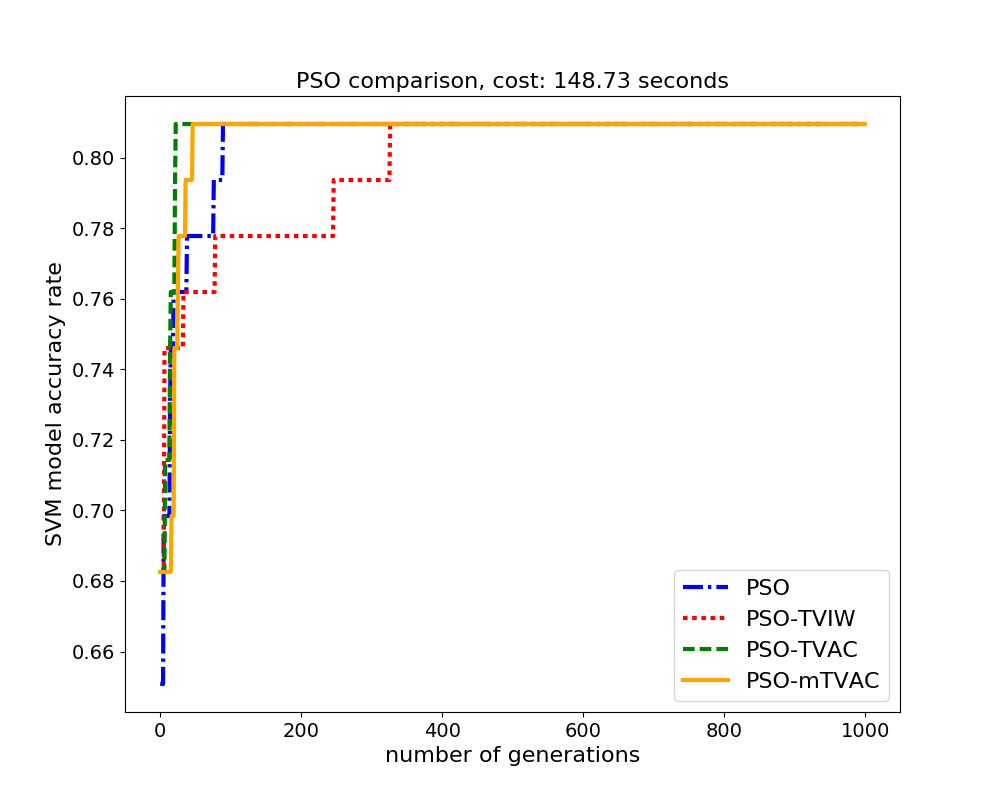 PSO comparison, cost: 148.73 seconds
SVM model accuracy rate
0.80
0.78
0.76
0.74
0.72
0.70
0.68
0.66
0 200 400 600 800 1000
number of generations
PSO
PSO-TVIW
PSO-TVAC
PSO-mTVAC